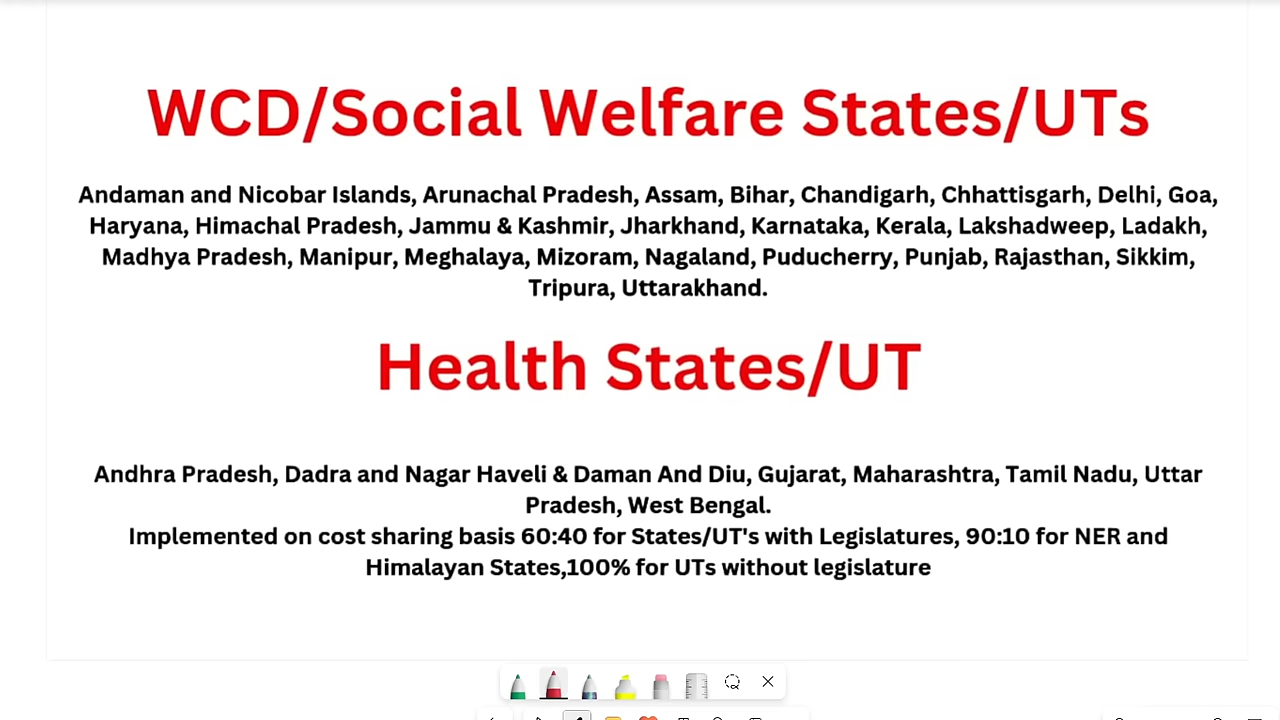 WCD/Social Welfare States/UTs
Andaman and Nicobar Islands, Arunachal Pradesh, Assam, Bihar, Chandigarh, Chhattisgarh, Delhi, Goa,
Haryana, Himachal Pradesh, Jammu & Kashmir, Jharkhand, Karnataka, Kerala, Lakshadweep, Ladakh,
Madhya Pradesh, Manipur, Meghalaya, Mizoram, Nagaland, Puducherry, Punjab, Rajasthan, Sikkim,
Tripura, Uttarakhand.
Health States/UT
Andhra Pradesh, Dadra and Nagar Haveli & Daman And Diu, Gujarat, Maharashtra, Tamil Nadu, Uttar
Pradesh, West Bengal.
Implemented on cost sharing basis 60:40 for States/UT's with Legislatures, 90:10 for NER and
Himalayan States,100% for UTs without legislature